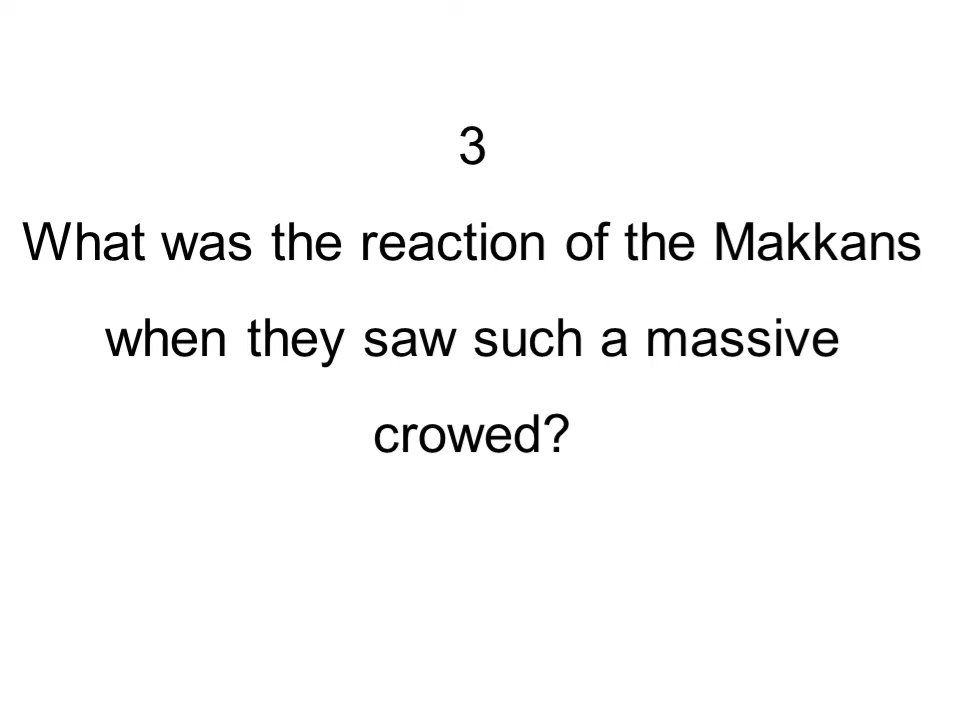 3
What was the reaction of the Makkans
when they saw such a massive
crowed?